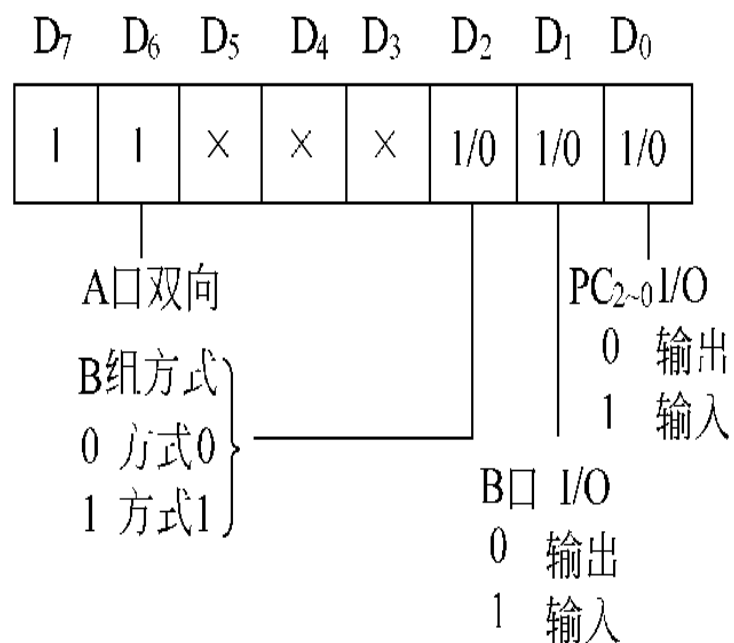 D₇ D₆ D₅ D₄ D₃ D₂ D₁ D₀
1 1 × × × 1/0 1/0 1/0
A口双向
PC₂~₀ I/O
0 输出
1 输入
B组方式
0 方式0
1 方式1
B口 I/O
0 输出
1 输入